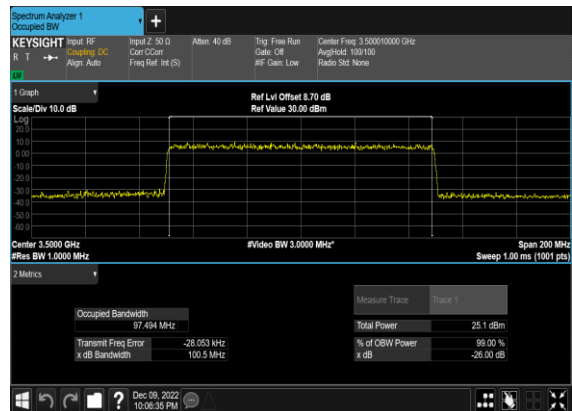 Spectrum Analyzer 1
Occupied BW
+
KEYSIGHT Input: RF Input Z: 50 Ω Atten: 40 dB Trig: Free Run Center Freq: 3.500010000 GHz
R T Coupling: DC Corr CCorr Gate: Off Avg|Hold: 100/100
Align: Auto Freq Ref: Int (S) #IF Gain: Low Radio Std: None
LW
1 Graph Ref Lvl Offset 8.70 dB
Scale/Div 10.0 dB Ref Value 30.00 dBm
Log
20.0
10.0
0.00
-10.0
-20.0
-30.0
-40.0
-50.0
-60.0
Center 3.5000 GHz #Video BW 3.0000 MHz* Span 200 MHz
#Res BW 1.0000 MHz Sweep 1.00 ms (1001 pts)
2 Metrics
Measure Trace Trace 1
Occupied Bandwidth
97.494 MHz Total Power 25.1 dBm
Transmit Freq Error -28.053 kHz % of OBW Power 99.00 %
x dB Bandwidth 100.5 MHz x dB -26.00 dB
? Dec 09, 2022
10:06:35 PM